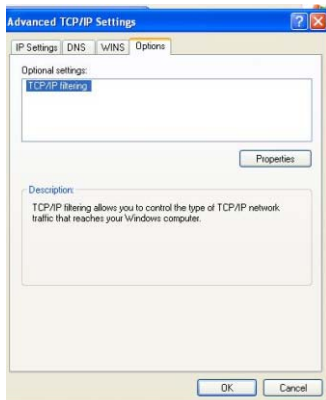 Advanced TCP/IP Settings
IP Settings DNS WINS Options
Optional settings:
TCP/IP filtering
Properties
Description:
TCP/IP filtering allows you to control the type of TCP/IP network
traffic that reaches your Windows computer.
OK Cancel